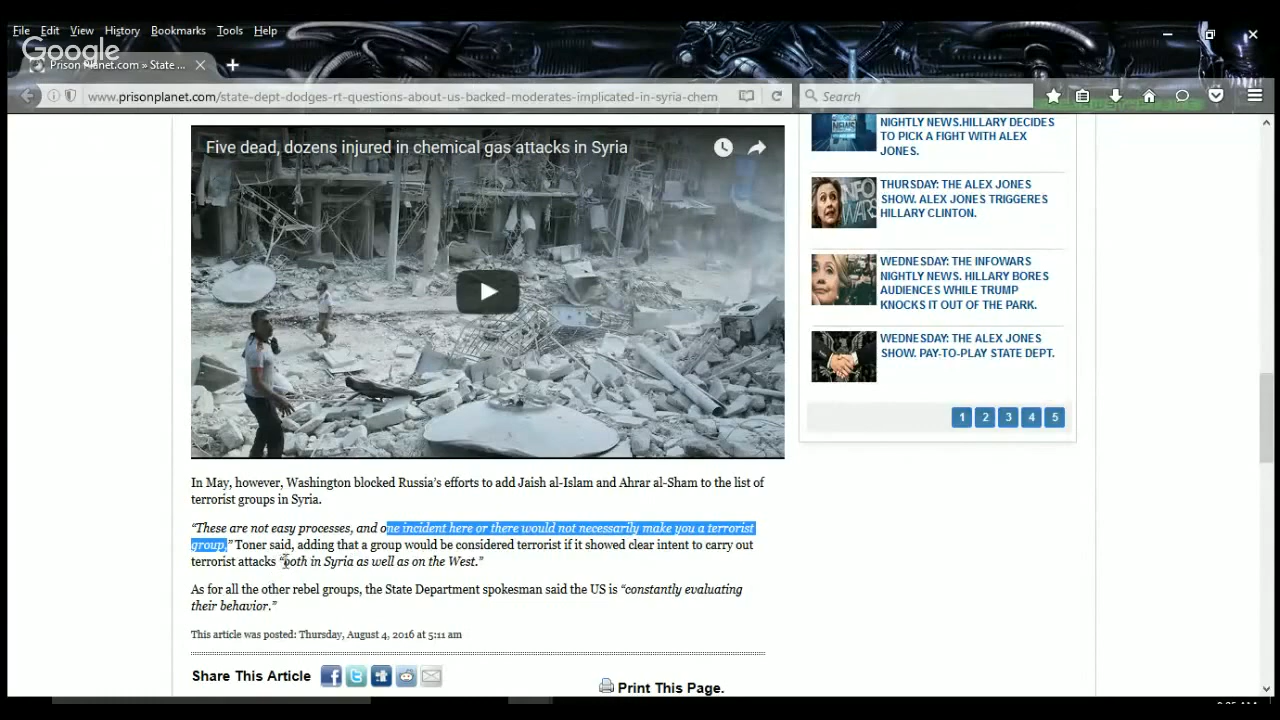 File Edit View History Bookmarks Tools Help
Google
Prison Planet.com » State ...
www.prisonplanet.com/state-dept-dodges-rt-questions-about-us-backed-moderates-implicated-in-syria-chem
Search
Five dead, dozens injured in chemical gas attacks in Syria
In May, however, Washington blocked Russia's efforts to add Jaish al-Islam and Ahrar al-Sham to the list of
terrorist groups in Syria.
“These are not easy processes, and one incident here or there would not necessarily make you a terrorist
group,” Toner said, adding that a group would be considered terrorist if it showed clear intent to carry out
terrorist attacks “both in Syria as well as on the West.”
As for all the other rebel groups, the State Department spokesman said the US is “constantly evaluating
their behavior.”
This article was posted: Thursday, August 4, 2016 at 5:11 am
Share This Article
Print This Page.
NEWS
NIGHTLY NEWS.HILLARY DECIDES
TO PICK A FIGHT WITH ALEX
JONES.
INFO
WARS
THURSDAY: THE ALEX JONES
SHOW. ALEX JONES TRIGGERES
HILLARY CLINTON.
WEDNESDAY: THE INFOWARS
NIGHTLY NEWS. HILLARY BORES
AUDIENCES WHILE TRUMP
KNOCKS IT OUT OF THE PARK.
WEDNESDAY: THE ALEX JONES
SHOW. PAY-TO-PLAY STATE DEPT.
1 2 3 4 5